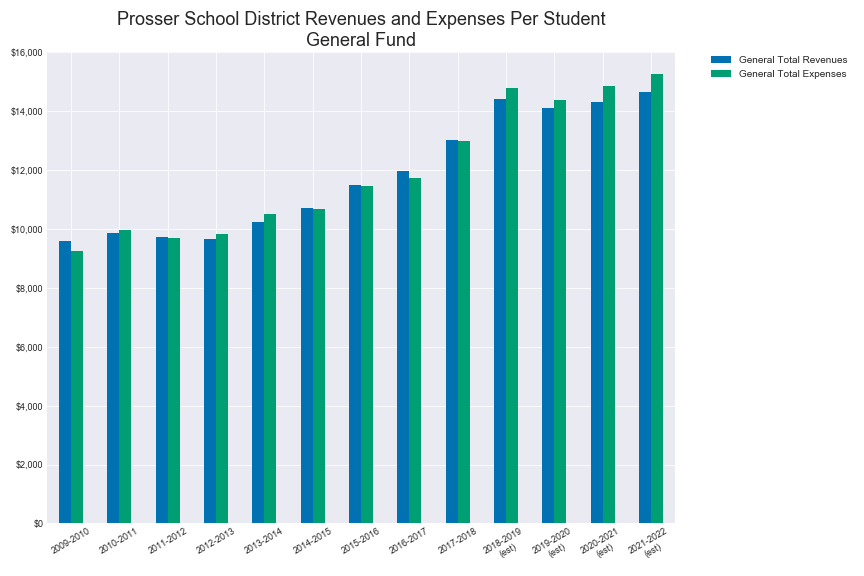 Prosser School District Revenues and Expenses Per Student
General Fund
$16,000
$14,000
$12,000
$10,000
$8,000
$6,000
$4,000
$2,000
$0
General Total Revenues
General Total Expenses
2009-2010
2010-2011
2011-2012
2012-2013
2013-2014
2014-2015
2015-2016
2016-2017
2017-2018
2018-2019
(est)
2019-2020
(est)
2020-2021
(est)
2021-2022
(est)